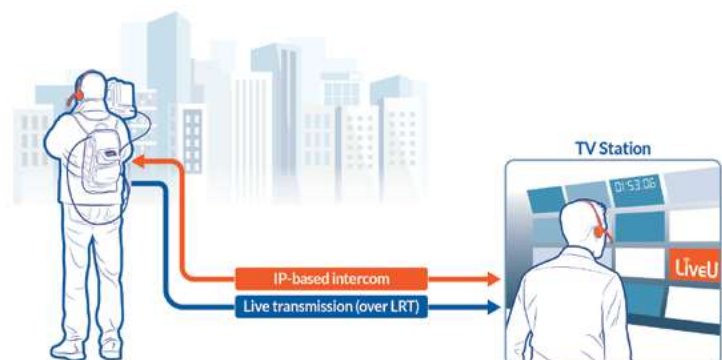 TV Station
01:53:06
LiveU
IP-based intercom
Live transmission (over LRT)